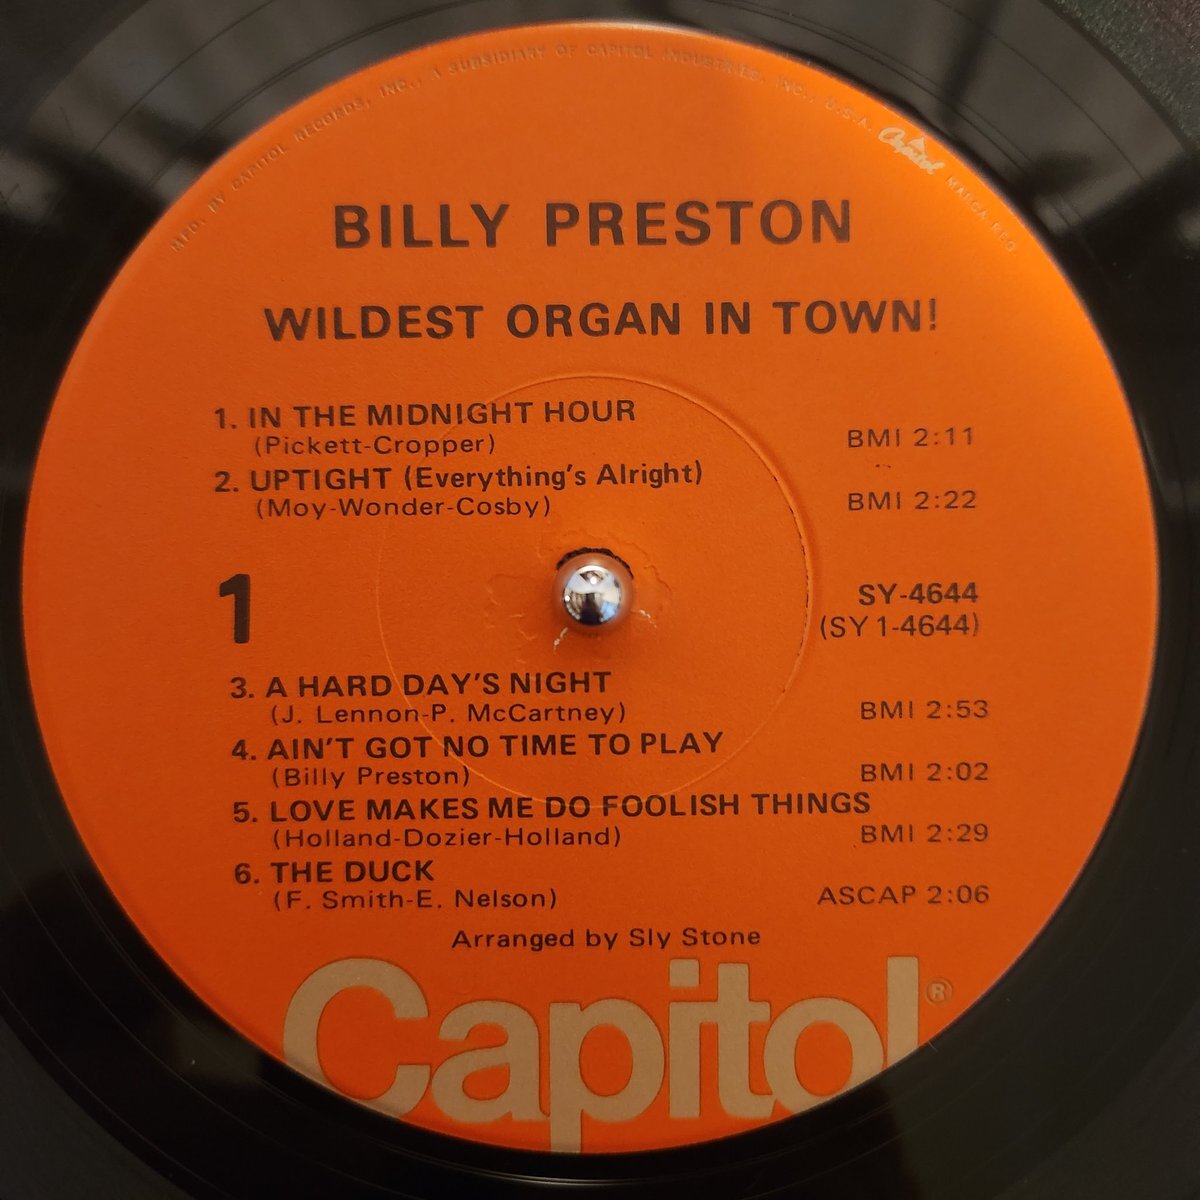 MFD. BY CAPITOL RECORDS, INC., A SUBSIDIARY OF CAPITOL INDUSTRIES, INC., U.S.A. Capitol MARCA REG.
BILLY PRESTON
WILDEST ORGAN IN TOWN!
1. IN THE MIDNIGHT HOUR
(Pickett-Cropper) BMI 2:11
2. UPTIGHT (Everything's Alright)
(Moy-Wonder-Cosby) BMI 2:22
1
SY-4644
(SY 1-4644)
3. A HARD DAY'S NIGHT
(J. Lennon-P. McCartney) BMI 2:53
4. AIN'T GOT NO TIME TO PLAY
(Billy Preston) BMI 2:02
5. LOVE MAKES ME DO FOOLISH THINGS
(Holland-Dozier-Holland) BMI 2:29
6. THE DUCK
(F. Smith-E. Nelson) ASCAP 2:06
Arranged by Sly Stone
Capitol®